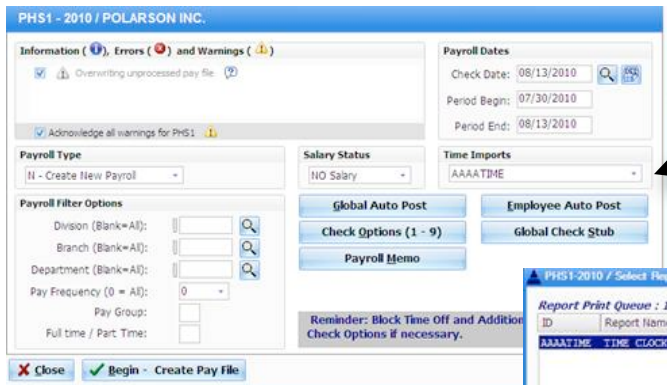 PHS1 - 2010 / POLARSON INC.
Information ( ), Errors ( ) and Warnings ( )
Overwriting unprocessed pay file
Acknowledge all warnings for PHS1
Payroll Dates
Check Date: 08/13/2010
Period Begin: 07/30/2010
Period End: 08/13/2010
Payroll Type
N - Create New Payroll
Salary Status
NO Salary
Time Imports
AAAATIME
Payroll Filter Options
Division (Blank=All):
Branch (Blank=All):
Department (Blank=All):
Pay Frequency (0 = All): 0
Pay Group:
Full time / Part Time:
Global Auto Post
Employee Auto Post
Check Options (1 - 9)
Global Check Stub
Payroll Memo
Reminder: Block Time Off and Addition
Check Options if necessary.
Close
Begin - Create Pay File
PHS1-2010 / Select Re
Report Print Queue : 1
ID Report Name
AAAATIME TIME CLOCK